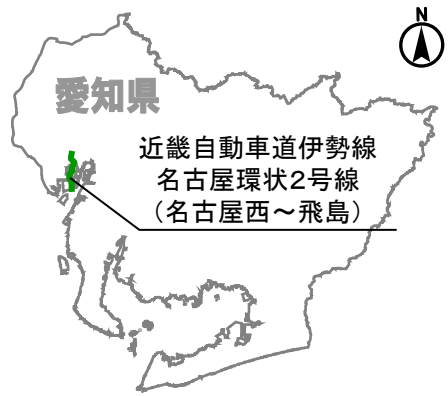 N
愛知県
近畿自動車道伊勢線
名古屋環状2号線
（名古屋西～飛島）